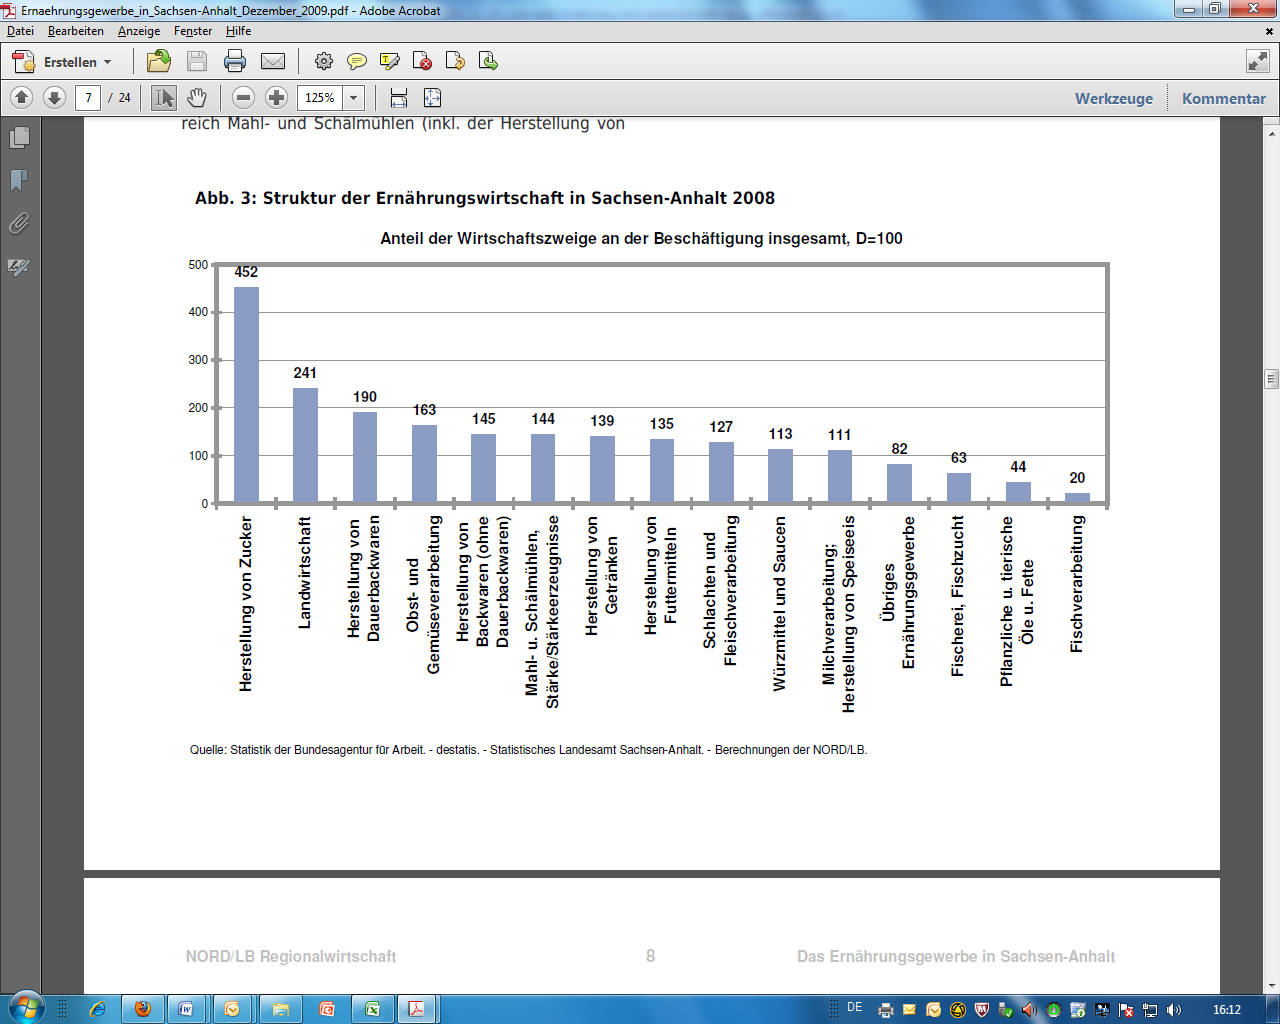 Ernaehrungsgewerbe_in_Sachsen-Anhalt_Dezember_2009.pdf - Adobe Acrobat
Datei Bearbeiten Anzeige Fenster Hilfe
Erstellen
7 / 24 125% Werkzeuge Kommentar
reich Mahl- und Schälmühlen (inkl. der Herstellung von
Abb. 3: Struktur der Ernährungswirtschaft in Sachsen-Anhalt 2008
Anteil der Wirtschaftszweige an der Beschäftigung insgesamt, D=100
500
400
300
200
100
0
452
241
190
163
145
144
139
135
127
113
111
82
63
44
20
Herstellung von Zucker
Landwirtschaft
Herstellung von
Dauerbackwaren
Obst- und
Gemüseverarbeitung
Herstellung von
Backwaren (ohne
Dauerbackwaren)
Mahl- u. Schälmühlen,
Stärke/Stärkeerzeugnisse
Herstellung von
Getränken
Herstellung von
Futtermitteln
Schlachten und
Fleischverarbeitung
Würzmittel und Saucen
Milchverarbeitung;
Herstellung von Speiseeis
Übriges
Ernährungsgewerbe
Fischerei, Fischzucht
Pflanzliche u. tierische
Öle u. Fette
Fischverarbeitung
Quelle: Statistik der Bundesagentur für Arbeit. - destatis. - Statistisches Landesamt Sachsen-Anhalt. - Berechnungen der NORD/LB.
NORD/LB Regionalwirtschaft 8 Das Ernährungsgewerbe in Sachsen-Anhalt
DE 16:12